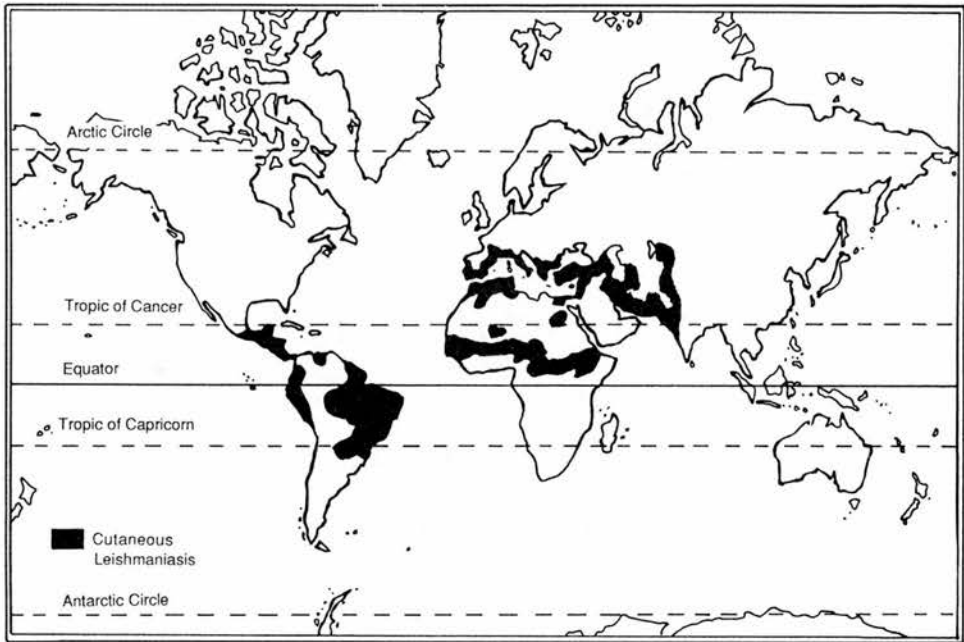 Arctic Circle
Tropic of Cancer
Equator
Tropic of Capricorn
Cutaneous
Leishmaniasis
Antarctic Circle